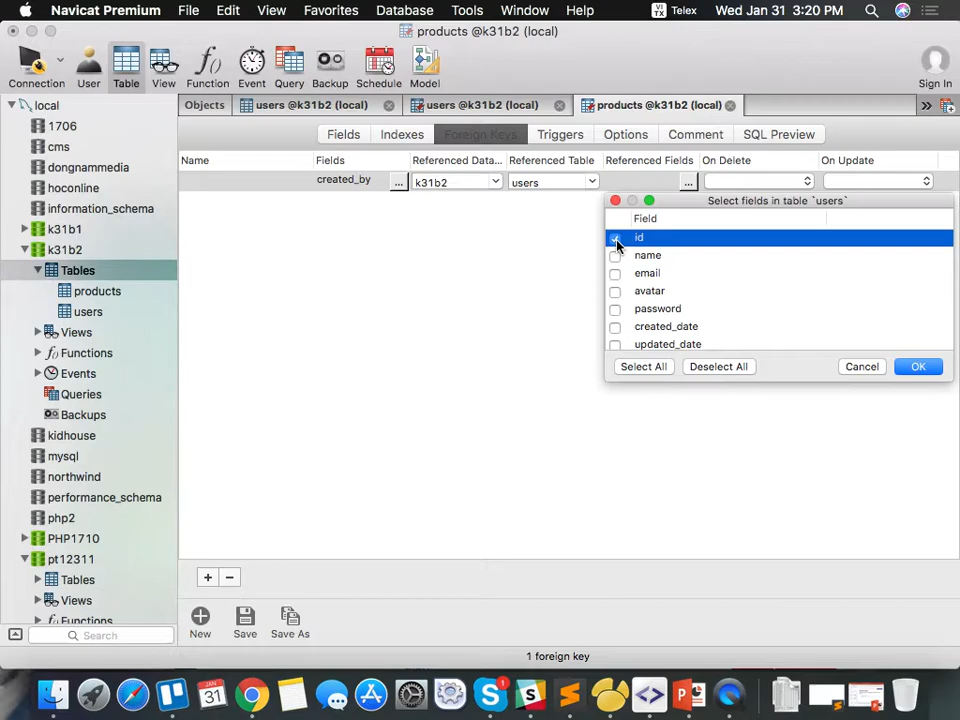 Navicat Premium File Edit View Favorites Database Tools Window Help VI TX Telex Wed Jan 31 3:20 PM
products @k31b2 (local)
Connection User Table View Function Event Query Backup Schedule Model Sign In
Objects users @k31b2 (local) users @k31b2 (local) products @k31b2 (local) »
Fields Indexes Foreign Keys Triggers Options Comment SQL Preview
Name Fields Referenced Data... Referenced Table Referenced Fields On Delete On Update
created_by ... k31b2 users ...
Select fields in table `users`
Field
id
name
email
avatar
password
created_date
updated_date
Select All Deselect All Cancel OK
local
1706
cms
dongnammedia
hoconline
information_schema
k31b1
k31b2
Tables
products
users
Views
Functions
Events
Queries
Backups
kidhouse
mysql
northwind
performance_schema
php2
PHP1710
pt12311
Tables
Views
Functions
Search
+ −
New Save Save As
1 foreign key
JAN
31